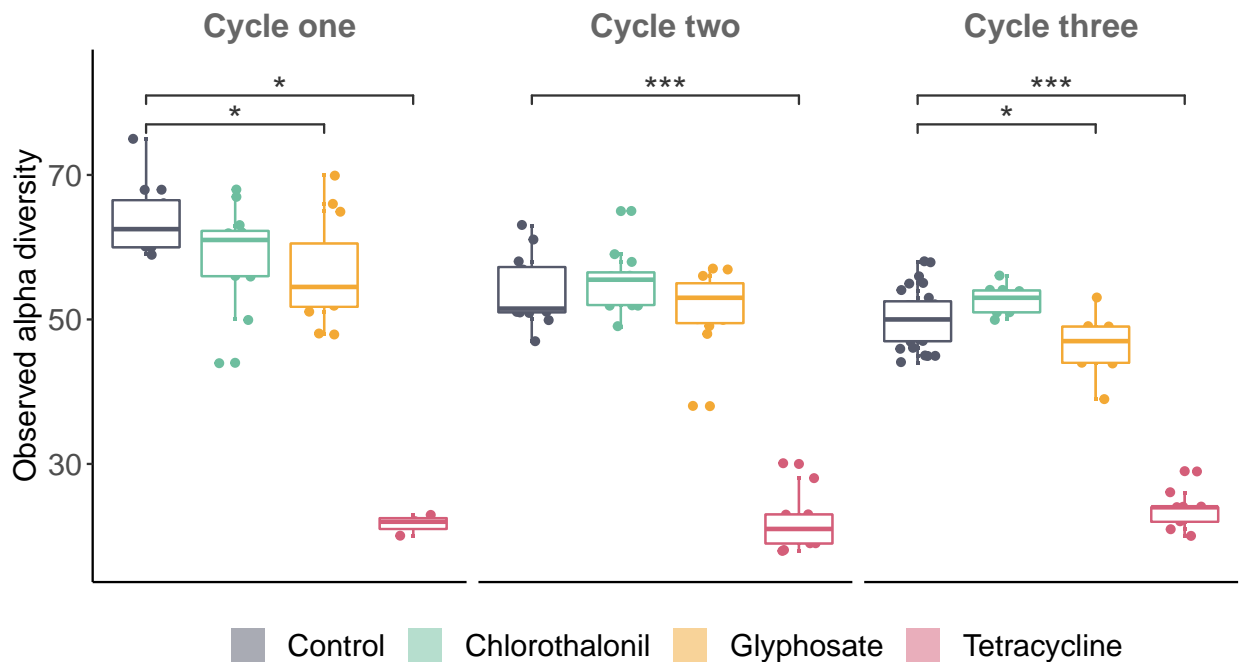 Cycle one Cycle two Cycle three
* *** ***
* *
Observed alpha diversity
70
50
30
Control Chlorothalonil Glyphosate Tetracycline